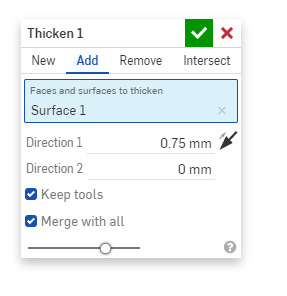 Thicken 1
New Add Remove Intersect
Faces and surfaces to thicken
Surface 1
Direction 1 0.75 mm
Direction 2 0 mm
Keep tools
Merge with all